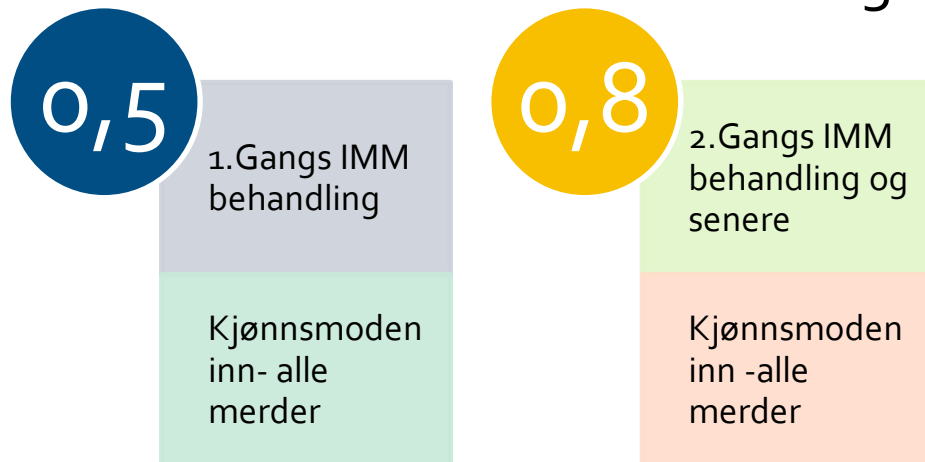 0,5
1.Gangs IMM
behandling
Kjønnsmoden
inn- alle
merder
0,8
2.Gangs IMM
behandling og
senere
Kjønnsmoden
inn -alle
merder